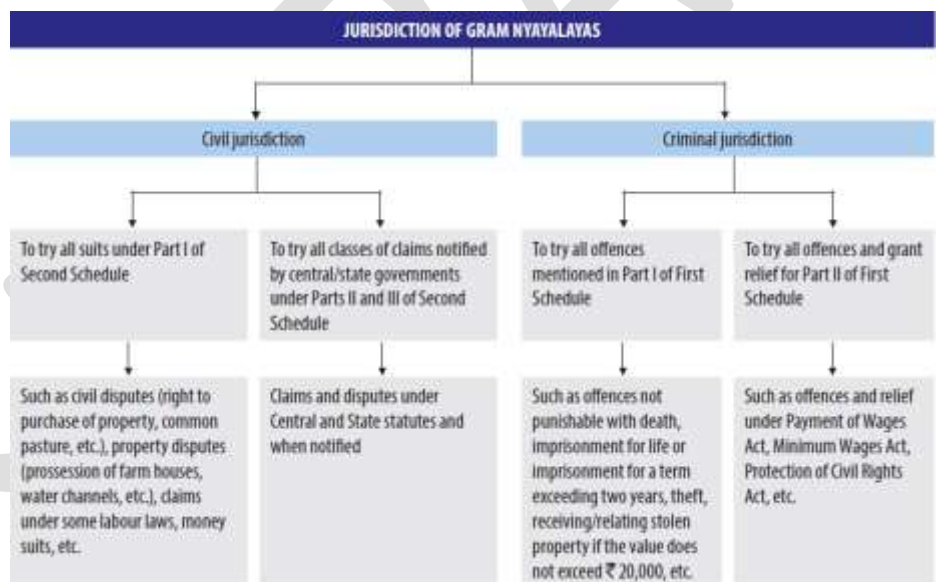 JURISDICTION OF GRAM NYAYALAYAS
Civil jurisdiction
Criminal jurisdiction
To try all suits under Part I of
Second Schedule
To try all classes of claims notified
by central/state governments
under Parts II and III of Second
Schedule
To try all offences
mentioned in Part I of First
Schedule
To try all offences and grant
relief for Part II of First
Schedule
Such as civil disputes (right to
purchase of property, common
pasture, etc.), property disputes
(prossession of farm houses,
water channels, etc.), claims
under some labour laws, money
suits, etc.
Claims and disputes under
Central and State statutes and
when notified
Such as offences not
punishable with death,
imprisonment for life or
imprisonment for a term
exceeding two years, theft,
receiving/relating stolen
property if the value does
not exceed ₹ 20,000, etc.
Such as offences and relief
under Payment of Wages
Act, Minimum Wages Act,
Protection of Civil Rights
Act, etc.